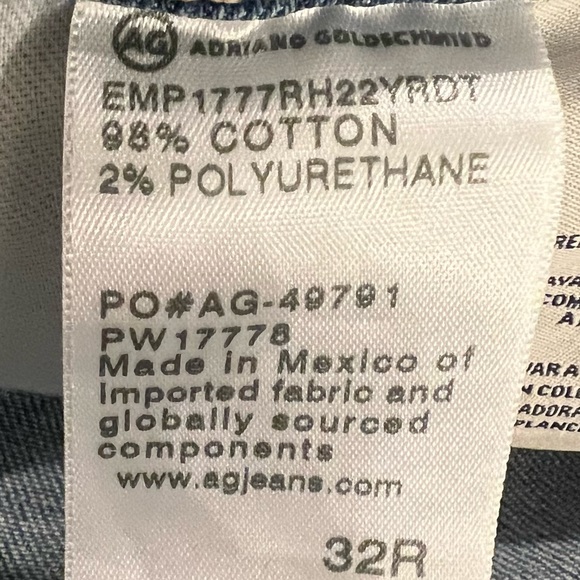 AG ADRIANO GOLDSCHMIED
EMP1777RH22YRDT
98% COTTON
2% POLYURETHANE
PO#AG-49791
PW17778
Made in Mexico of
Imported fabric and
globally sourced
components
www.agjeans.com
32R